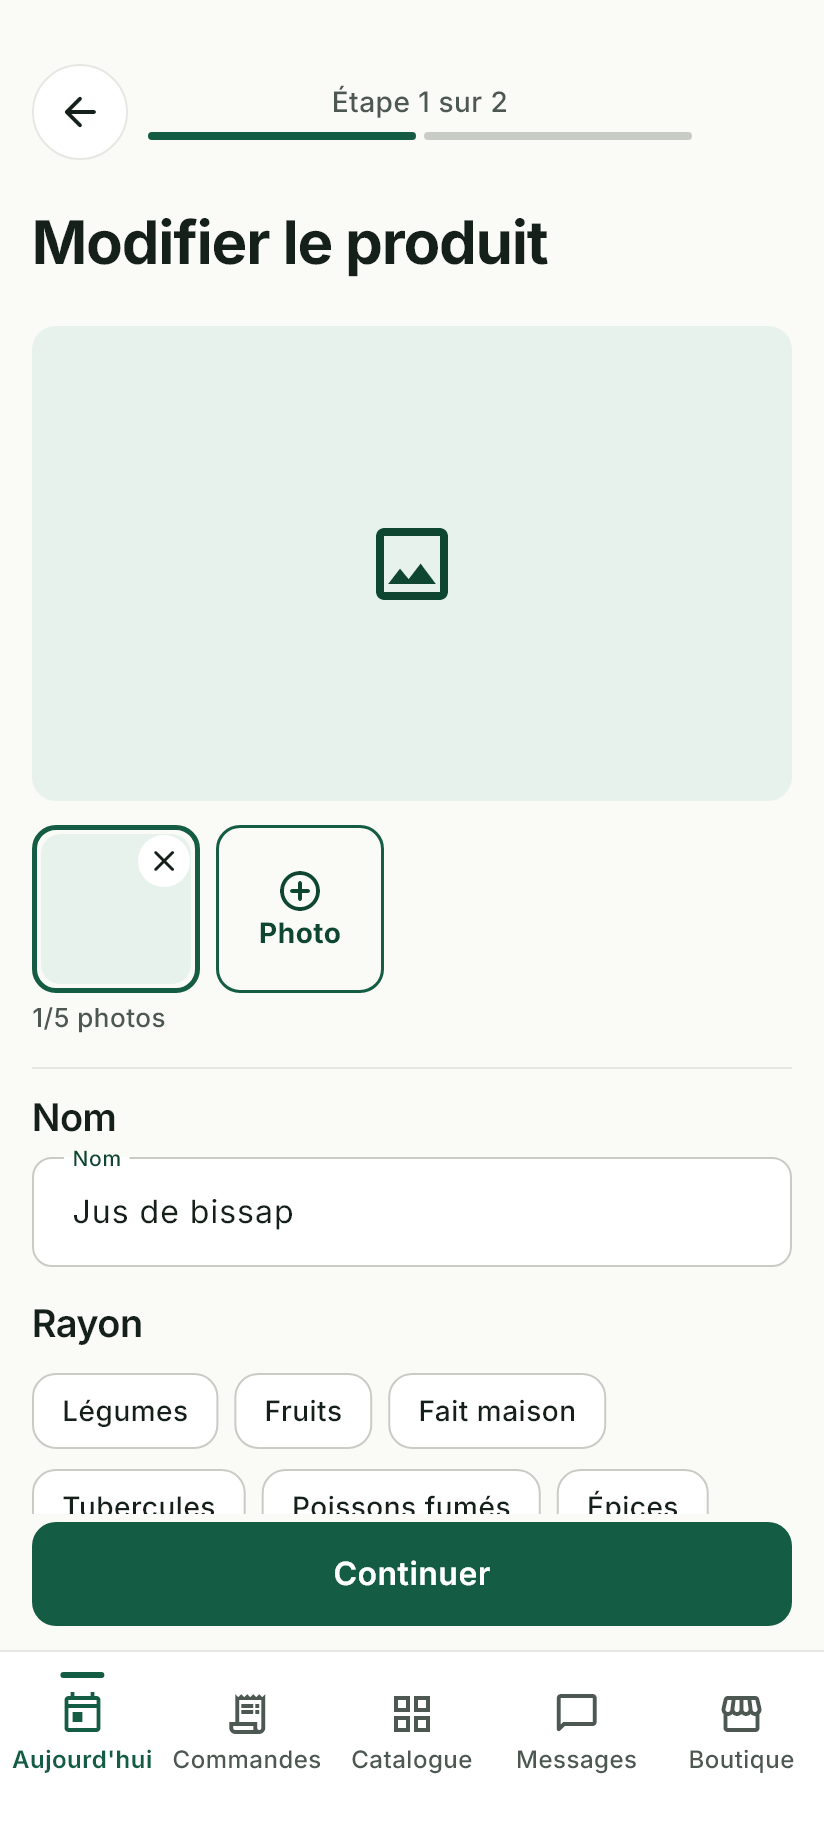 Étape 1 sur 2
Modifier le produit
Photo
1/5 photos
Nom
Nom
Jus de bissap
Rayon
Légumes Fruits Fait maison
Tubercules Poissons fumés Épices
Continuer
Aujourd'hui Commandes Catalogue Messages Boutique